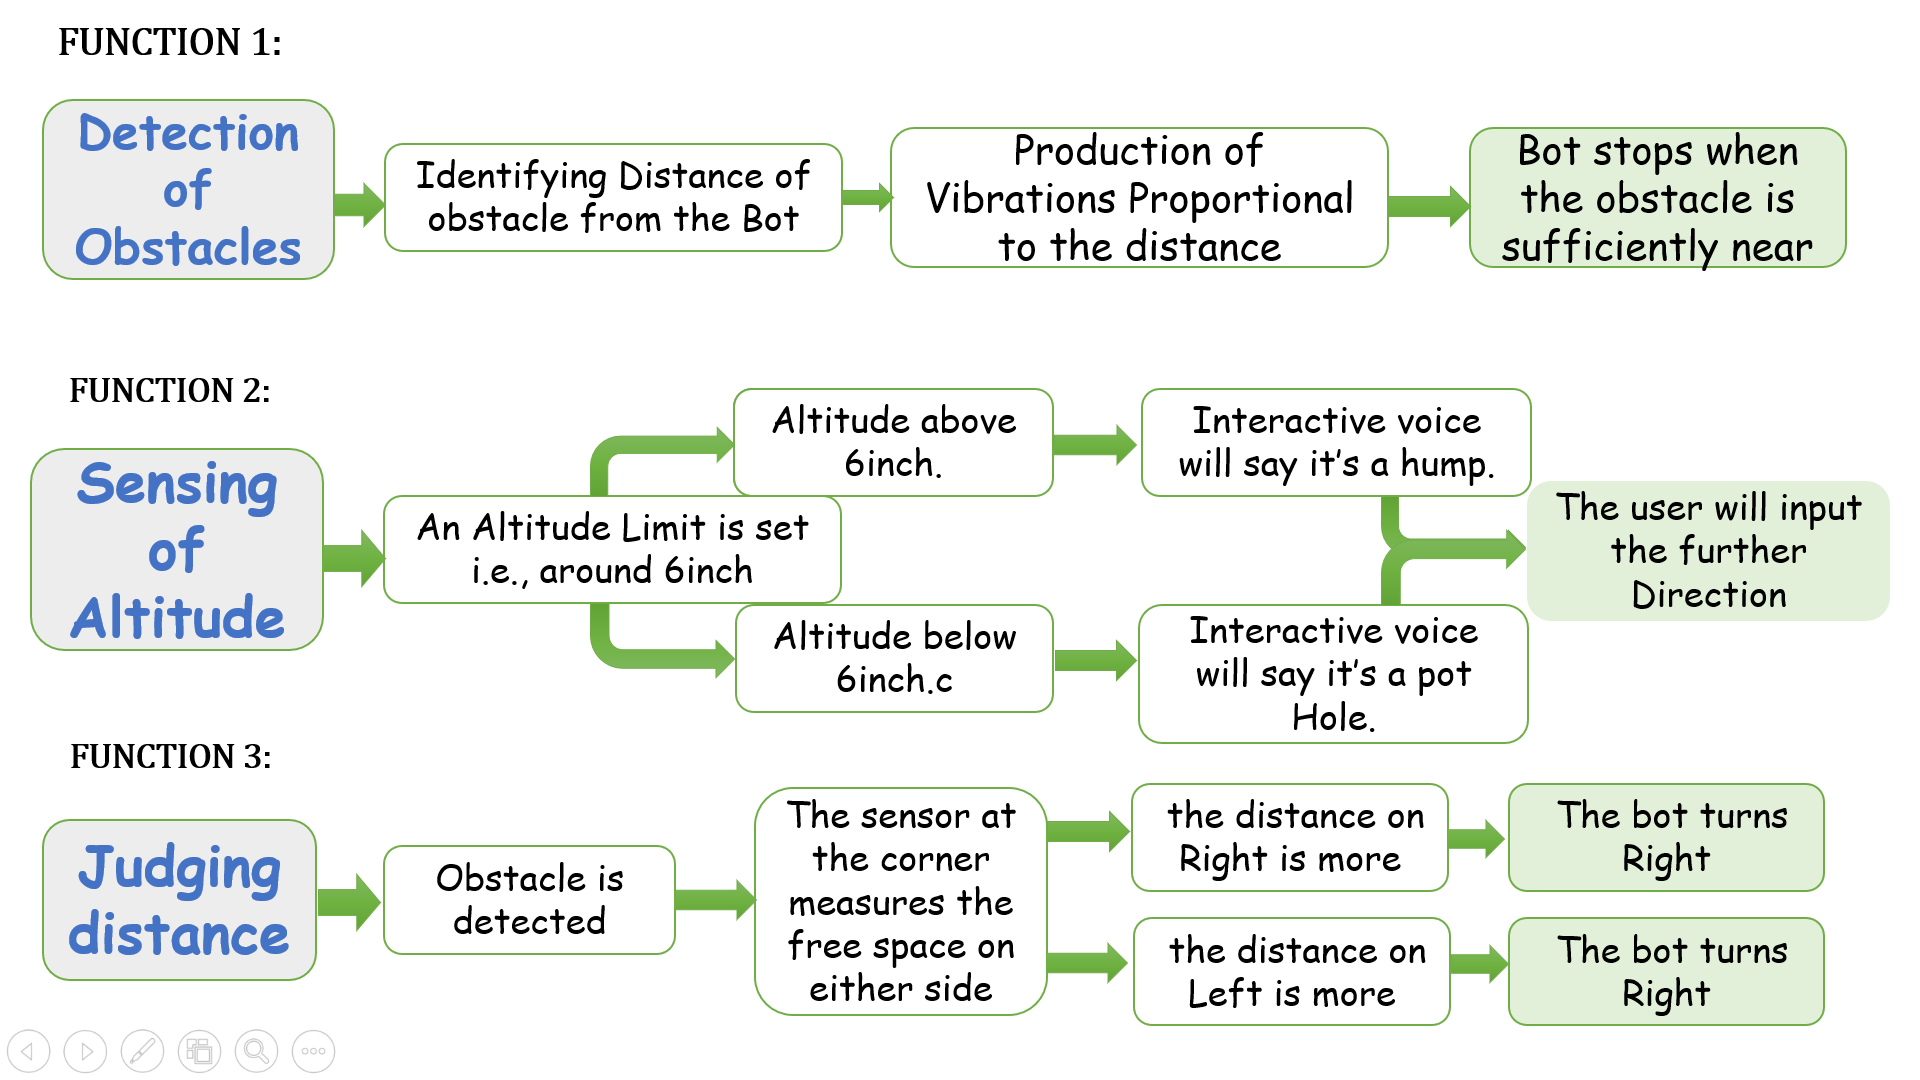 FUNCTION 1:
Detection
of
Obstacles
Identifying Distance of
obstacle from the Bot
Production of
Vibrations Proportional
to the distance
Bot stops when
the obstacle is
sufficiently near
FUNCTION 2:
Sensing
of
Altitude
An Altitude Limit is set
i.e., around 6inch
Altitude above
6inch.
Interactive voice
will say it's a hump.
Altitude below
6inch.c
Interactive voice
will say it's a pot
Hole.
The user will input
the further
Direction
FUNCTION 3:
Judging
distance
Obstacle is
detected
The sensor at
the corner
measures the
free space on
either side
the distance on
Right is more
The bot turns
Right
the distance on
Left is more
The bot turns
Right